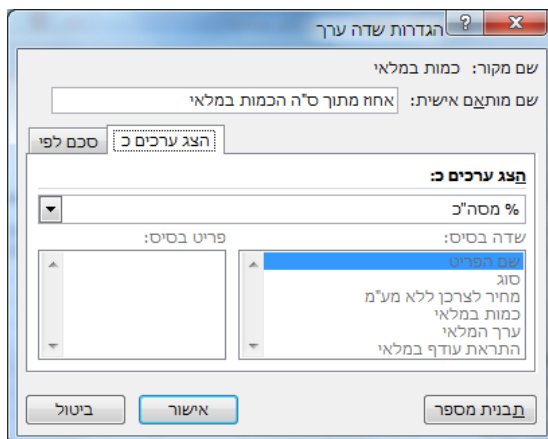 הגדרות שדה ערך
שם מקור: כמות במלאי
שם מותאם אישית: אחוז מתוך ס"ה הכמות במלאי
סכם לפי
הצג ערכים כ
הצג ערכים כ:
% מסה"כ
שדה בסיס:
פריט בסיס:
שם הפריט
סוג
מחיר לצרכן ללא מע"מ
כמות במלאי
ערך המלאי
התראת עודף במלאי
תבנית מספר
אישור
ביטול